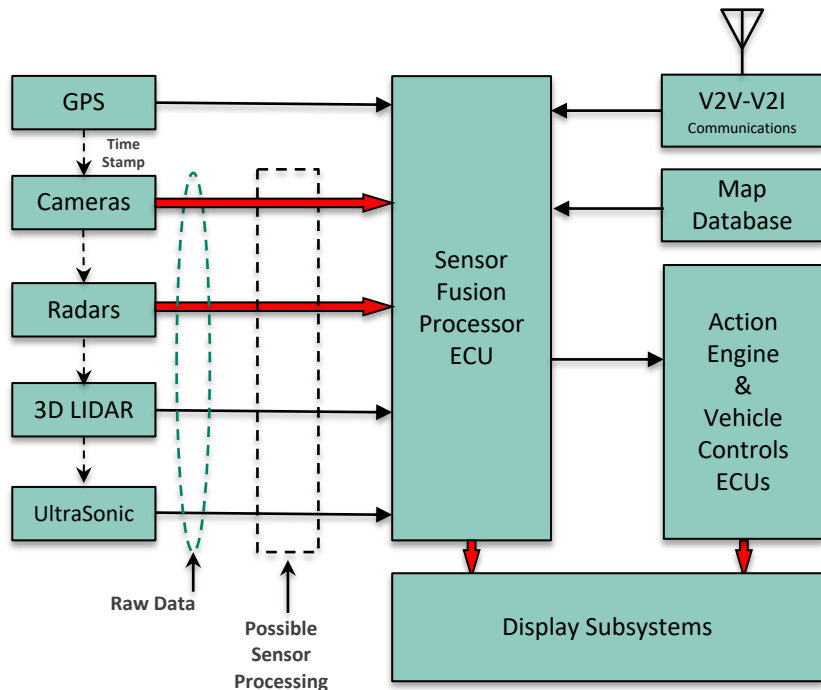 GPS
Time
Stamp
Cameras
Radars
3D LIDAR
UltraSonic
Raw Data
Possible
Sensor
Processing
Sensor
Fusion
Processor
ECU
V2V-V2I
Communications
Map
Database
Action
Engine
&
Vehicle
Controls
ECUs
Display Subsystems